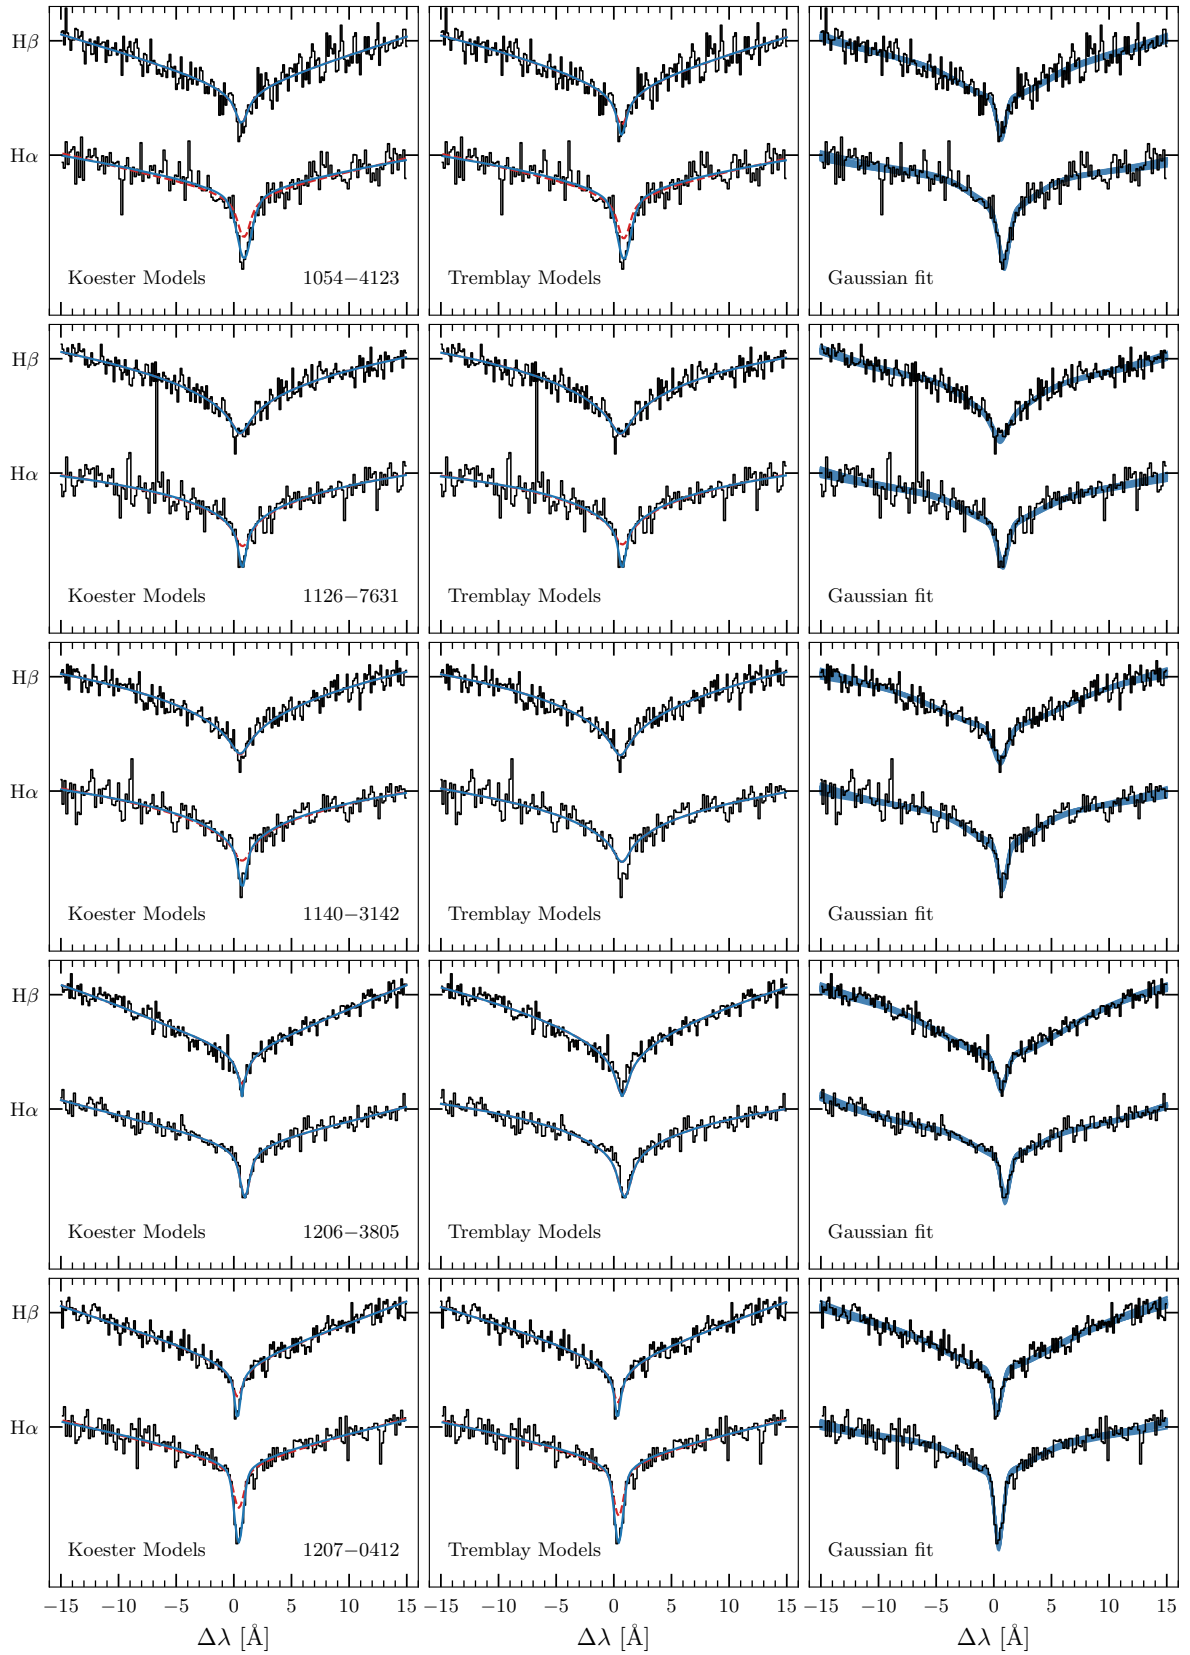 Hβ
Hα
Koester Models 1054−4123 Tremblay Models Gaussian fit
Hβ
Hα
Koester Models 1126−7631 Tremblay Models Gaussian fit
Hβ
Hα
Koester Models 1140−3142 Tremblay Models Gaussian fit
Hβ
Hα
Koester Models 1206−3805 Tremblay Models Gaussian fit
Hβ
Hα
Koester Models 1207−0412 Tremblay Models Gaussian fit
−15 −10 −5 0 5 10 15 −15 −10 −5 0 5 10 15 −15 −10 −5 0 5 10 15
Δλ [Å] Δλ [Å] Δλ [Å]